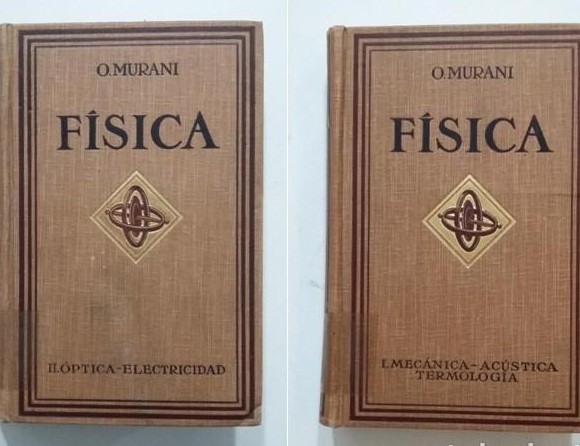 O. MURANI
FÍSICA
II. ÓPTICA-ELECTRICIDAD
O. MURANI
FÍSICA
I. MECÁNICA-ACÚSTICA
TERMOLOGÍA